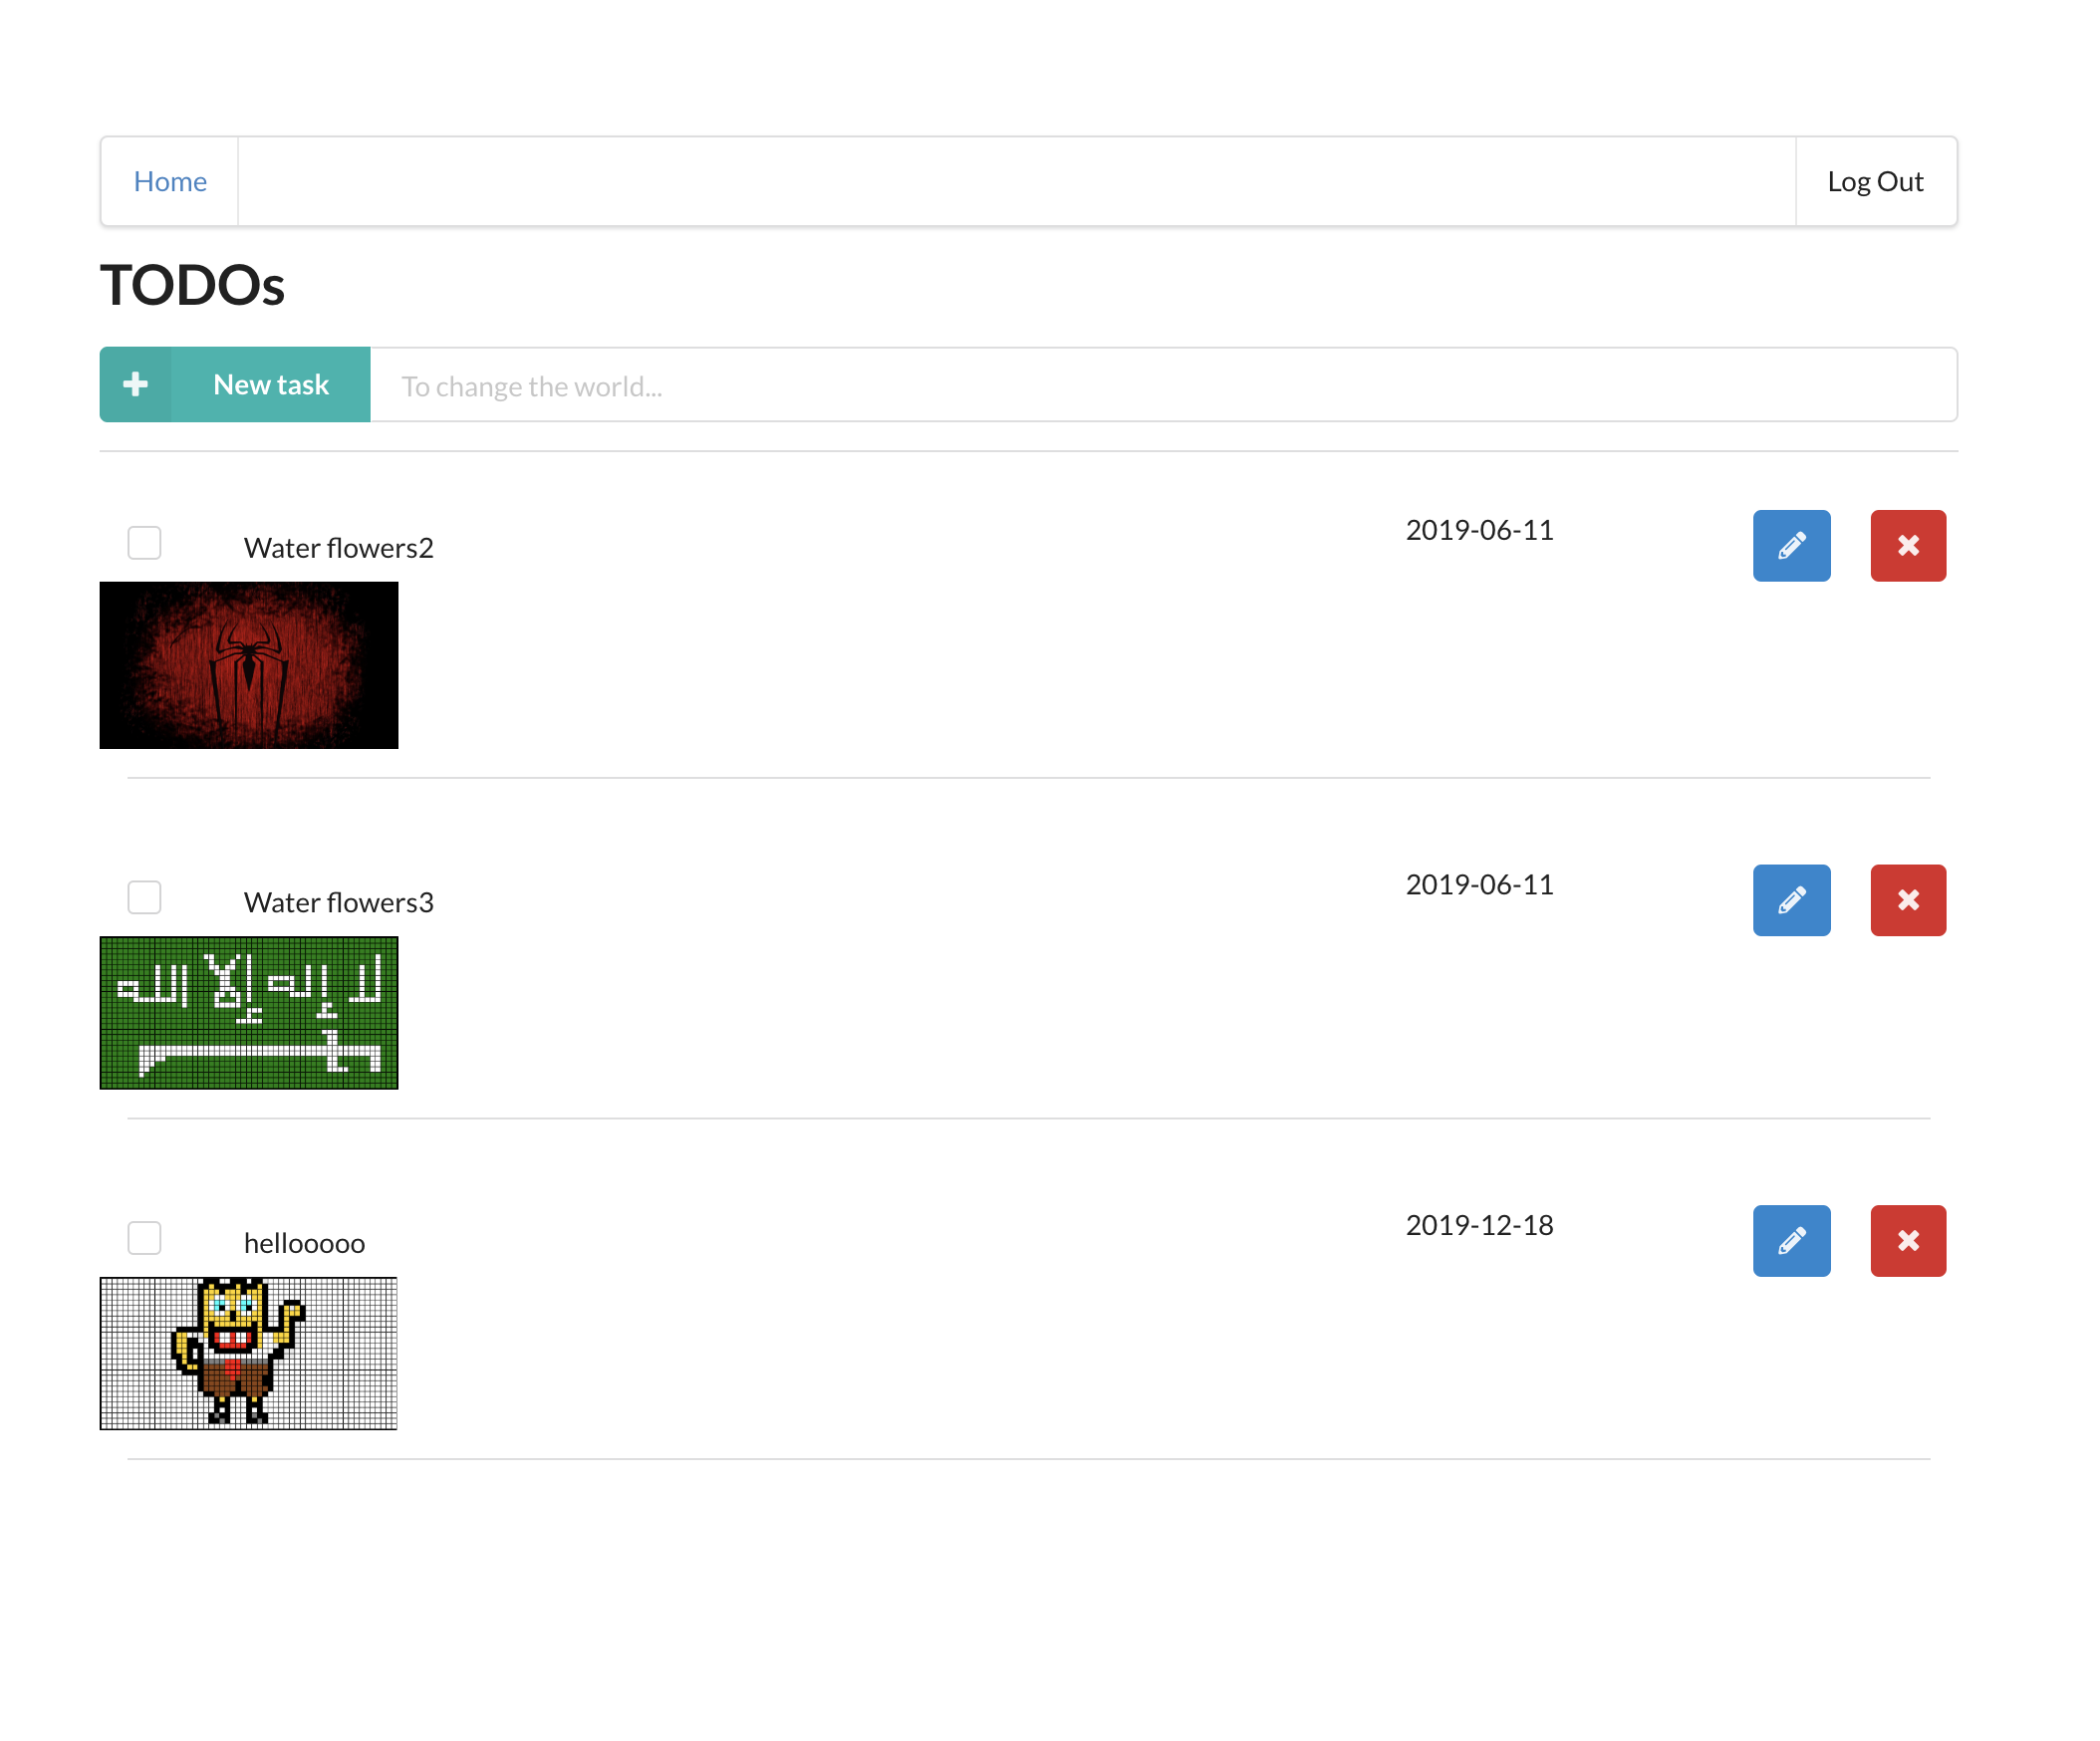 Home
Log Out
TODOs
New task
To change the world...
Water flowers2
2019-06-11
Water flowers3
2019-06-11
لا إله إلا الله
hellooooo
2019-12-18